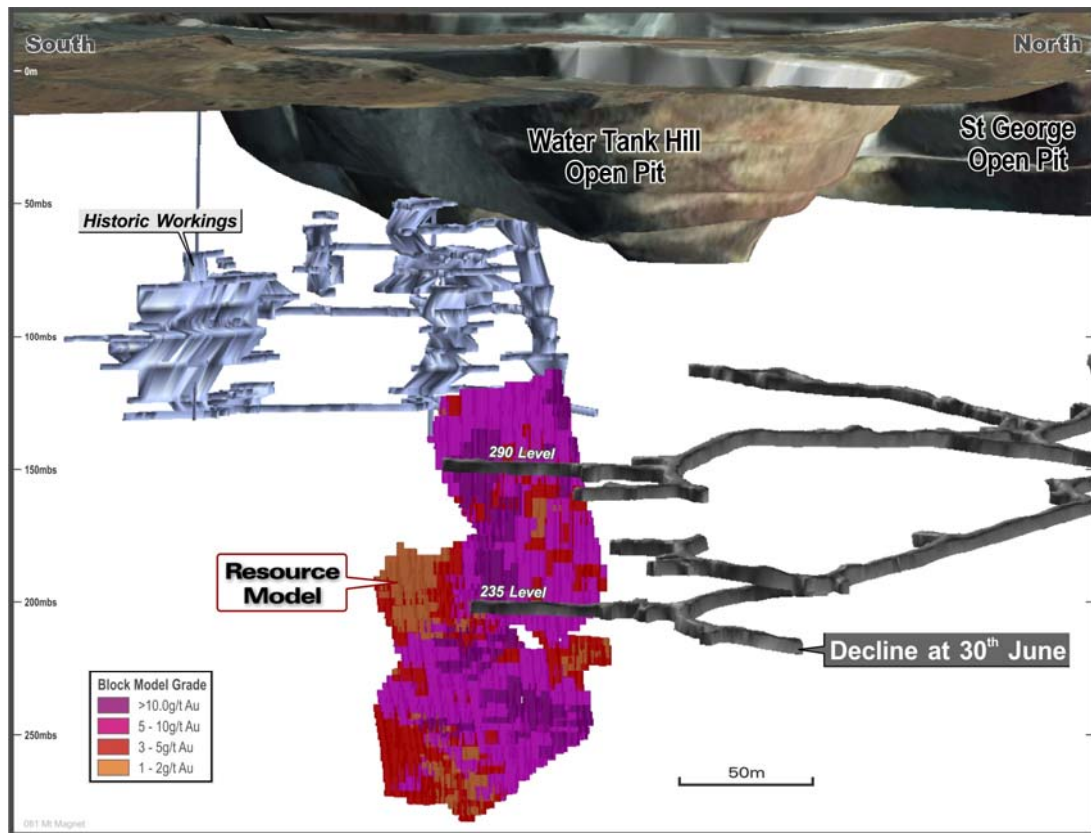 South
North
0m
Water Tank Hill
Open Pit
St George
Open Pit
50mbs
Historic Workings
100mbs
290 Level
150mbs
Resource
Model
235 Level
200mbs
Decline at 30th June
Block Model Grade
>10.0g/t Au
5 - 10g/t Au
3 - 5g/t Au
1 - 2g/t Au
250mbs
50m
081 Mt Magnet